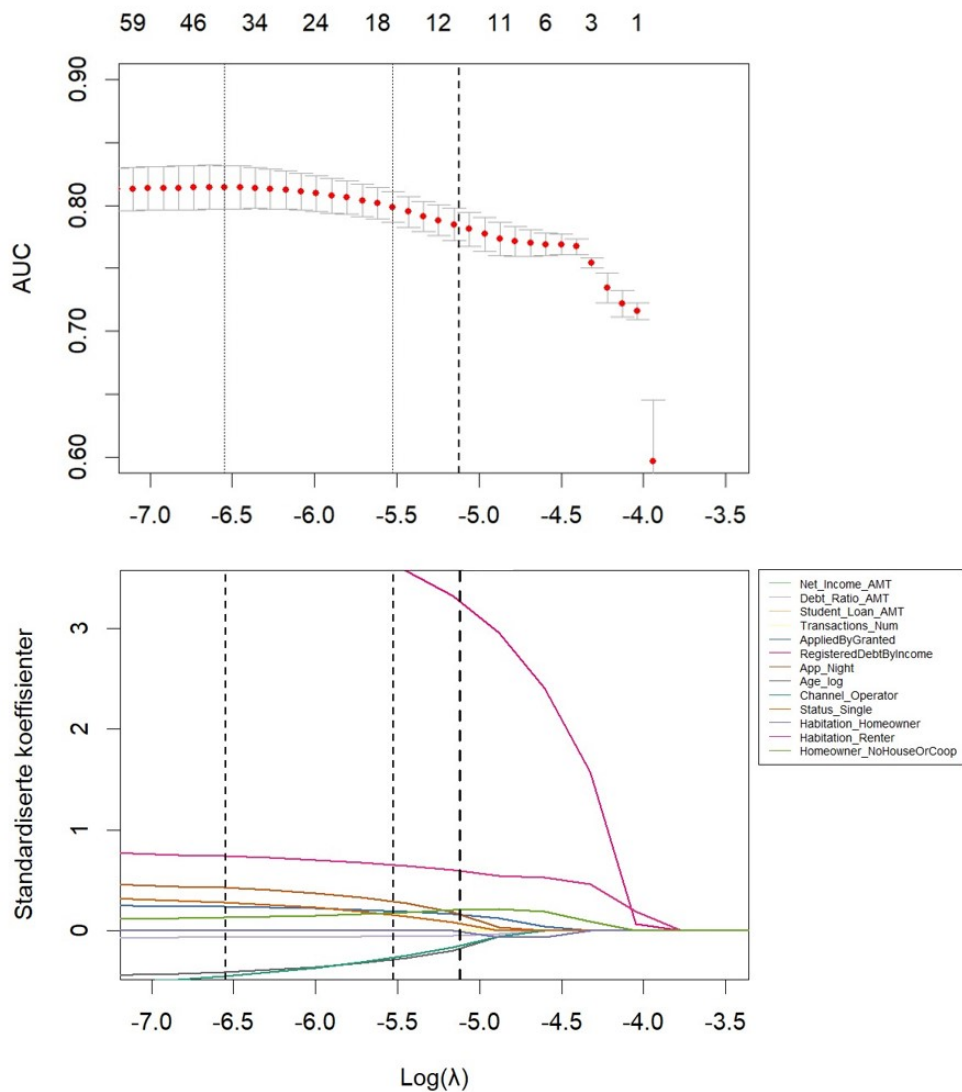 59 46 34 24 18 12 11 6 3 1
0.90
0.80
0.70
0.60
AUC
-7.0 -6.5 -6.0 -5.5 -5.0 -4.5 -4.0 -3.5
3
2
1
0
Standardiserte koeffisienter
Net_Income_AMT
Debt_Ratio_AMT
Student_Loan_AMT
Transactions_Num
AppliedByGranted
RegisteredDebtByIncome
App_Night
Age_log
Channel_Operator
Status_Single
Habitation_Homeowner
Habitation_Renter
Homeowner_NoHouseOrCoop
-7.0 -6.5 -6.0 -5.5 -5.0 -4.5 -4.0 -3.5
Log(λ)